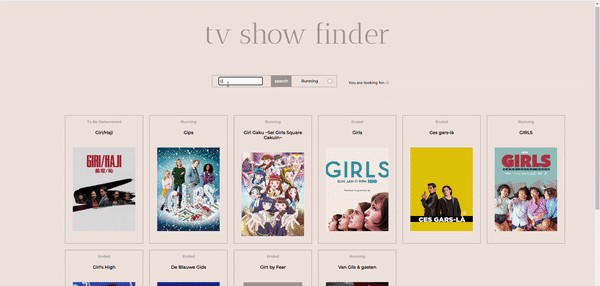 tv show finder
search
Running
You are looking for: G
To Be Determined
Running
Running
Ended
Ended
Running
Giri/Haji
Gips
Girl Gaku ~Sei Girls Square Gakuin~
Girls
Ces gars-là
GIRLS
GIRI/HAJI
GIRLS
SUN JAN 11 9PM HBO
CES GARS-LÀ
GIRLS
Ended
Ended
Ended
Running
Girl's High
De Blauwe Gids
Girt by Fear
Van Gils & gasten